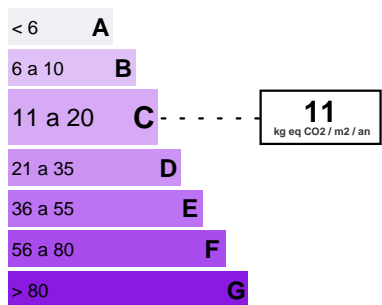 < 6 A
6 a 10 B
11 a 20 C
11
kg eq CO2 / m2 / an
21 a 35 D
36 a 55 E
56 a 80 F
> 80 G